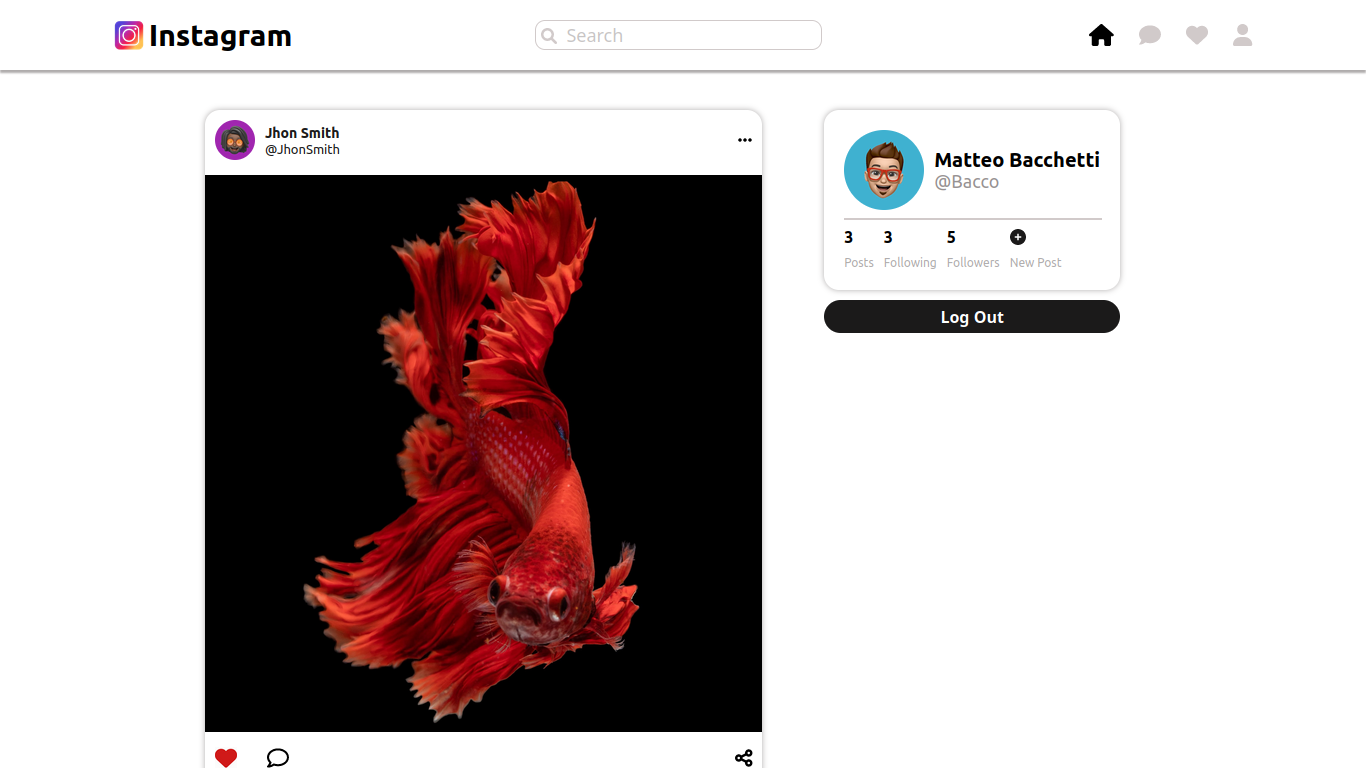 Instagram
Search
Jhon Smith
@JhonSmith
Matteo Bacchetti
@Bacco
3 3 5
Posts Following Followers New Post
Log Out